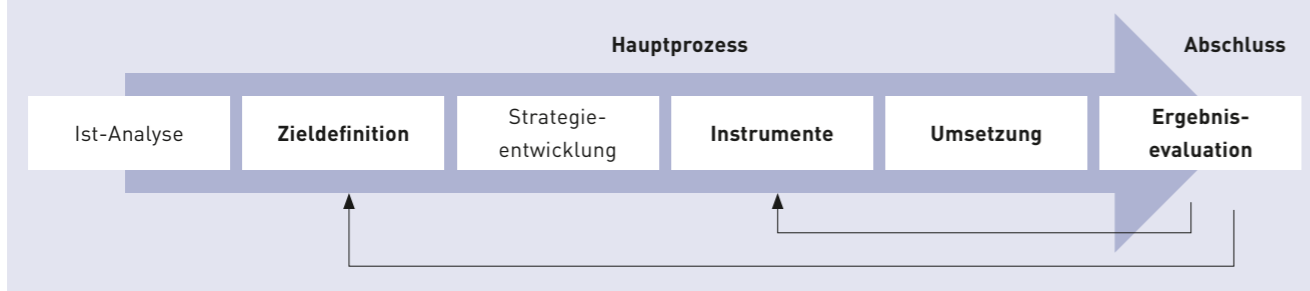 Hauptprozess
Abschluss
Ist-Analyse
Zieldefinition
Strategie-
entwicklung
Instrumente
Umsetzung
Ergebnis-
evaluation